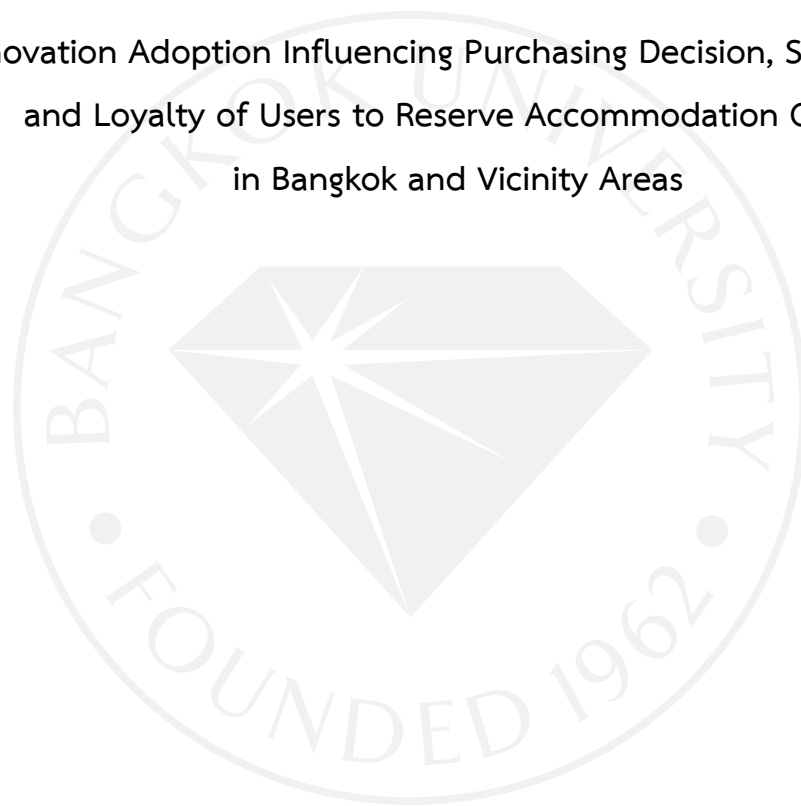 novation Adoption Influencing Purchasing Decision, S
and Loyalty of Users to Reserve Accommodation
in Bangkok and Vicinity Areas
BANGKOK UNIVERSITY
FOUNDED 1962